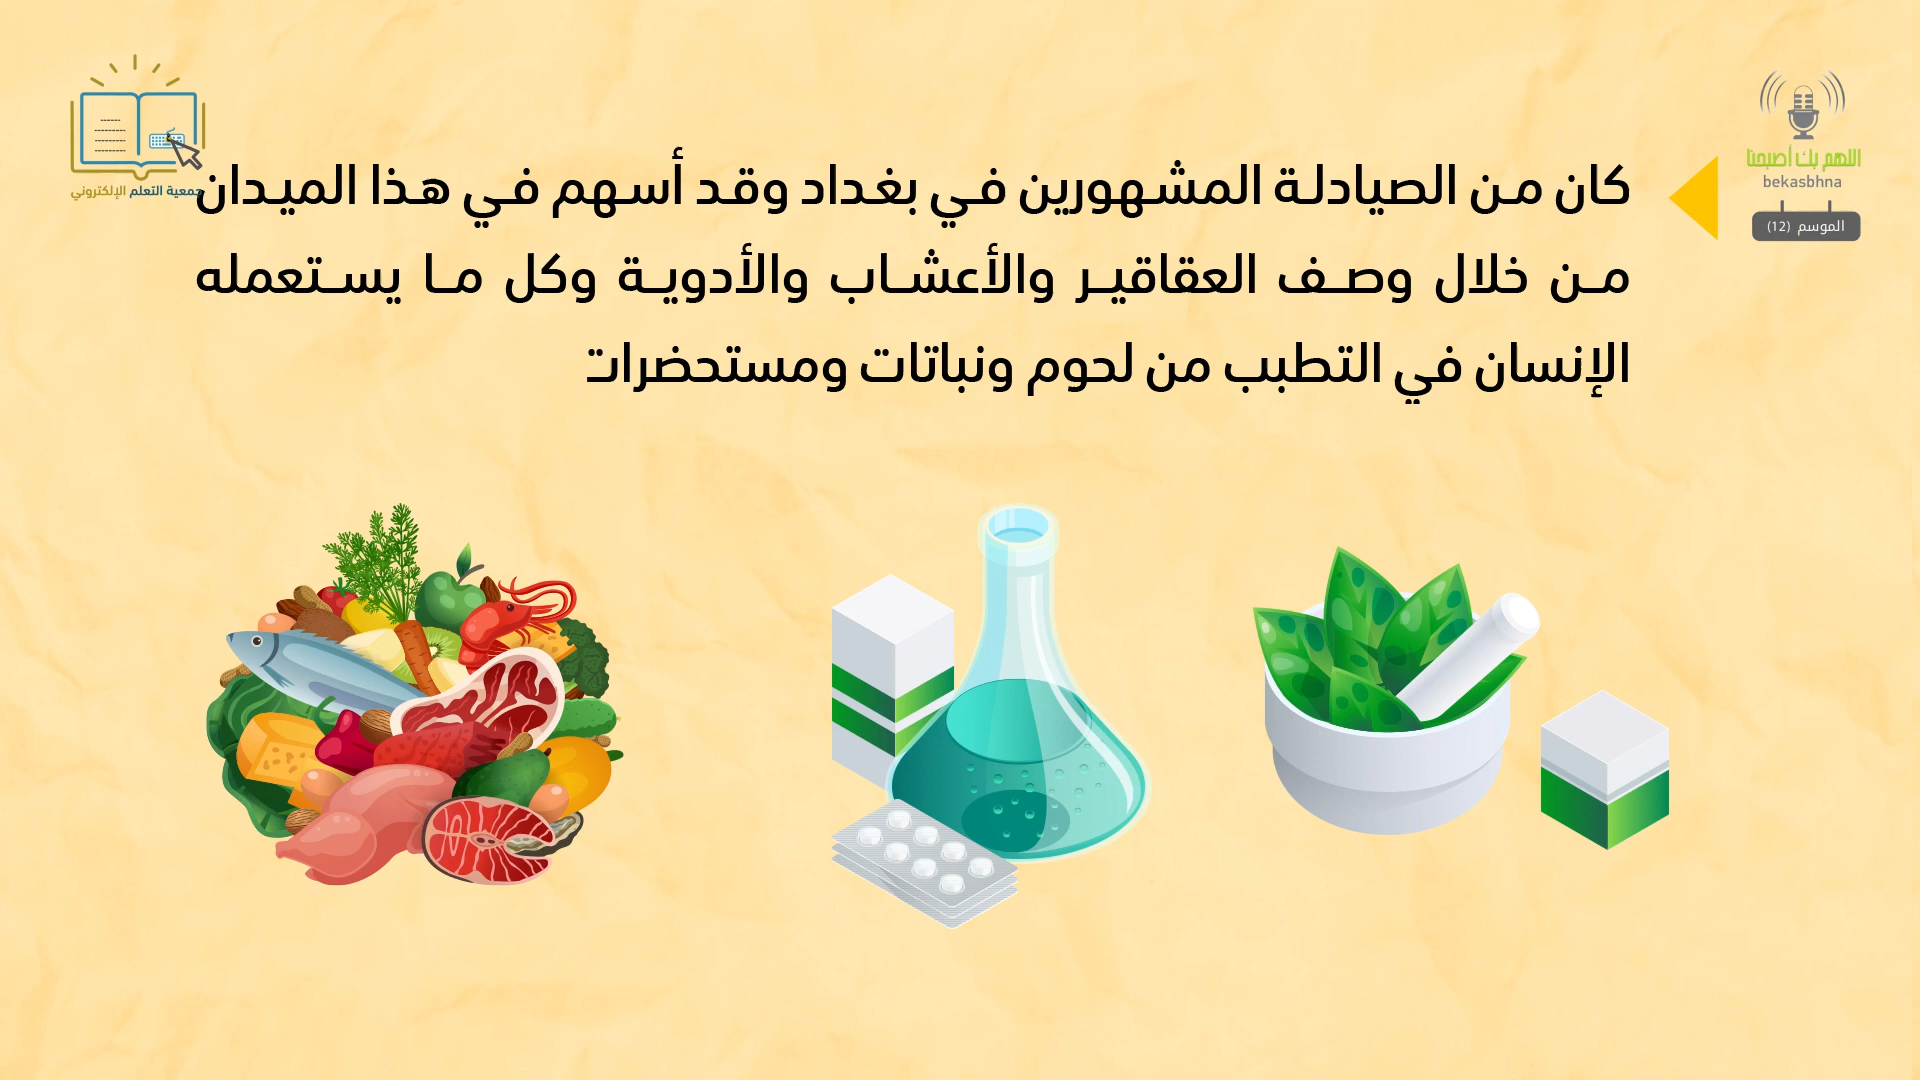 اللهم بك أصبحنا
bekasbhna
الموسم (12)
جمعية التعلم الإلكتروني
كان من الصيادلة المشهورين في بغداد وقد أسهم في هذا الميدان
من خلال وصف العقاقير والأعشاب والأدوية وكل ما يستعمله
الإنسان في التطبب من لحوم ونباتات ومستحضرات